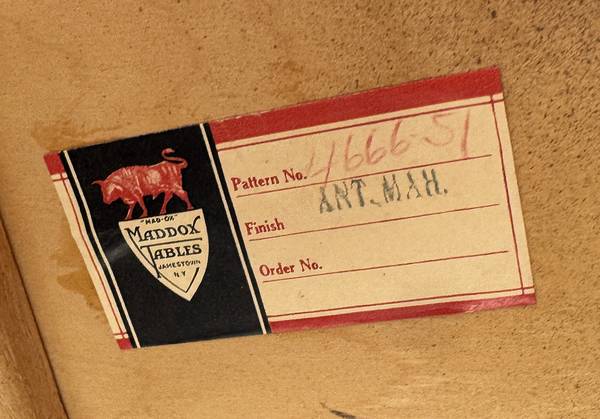 "MAD-OX"
MADDOX
TABLES
JAMESTOWN
N.Y
Pattern No. 4666-51
ANT. MAH.
Finish
Order No.